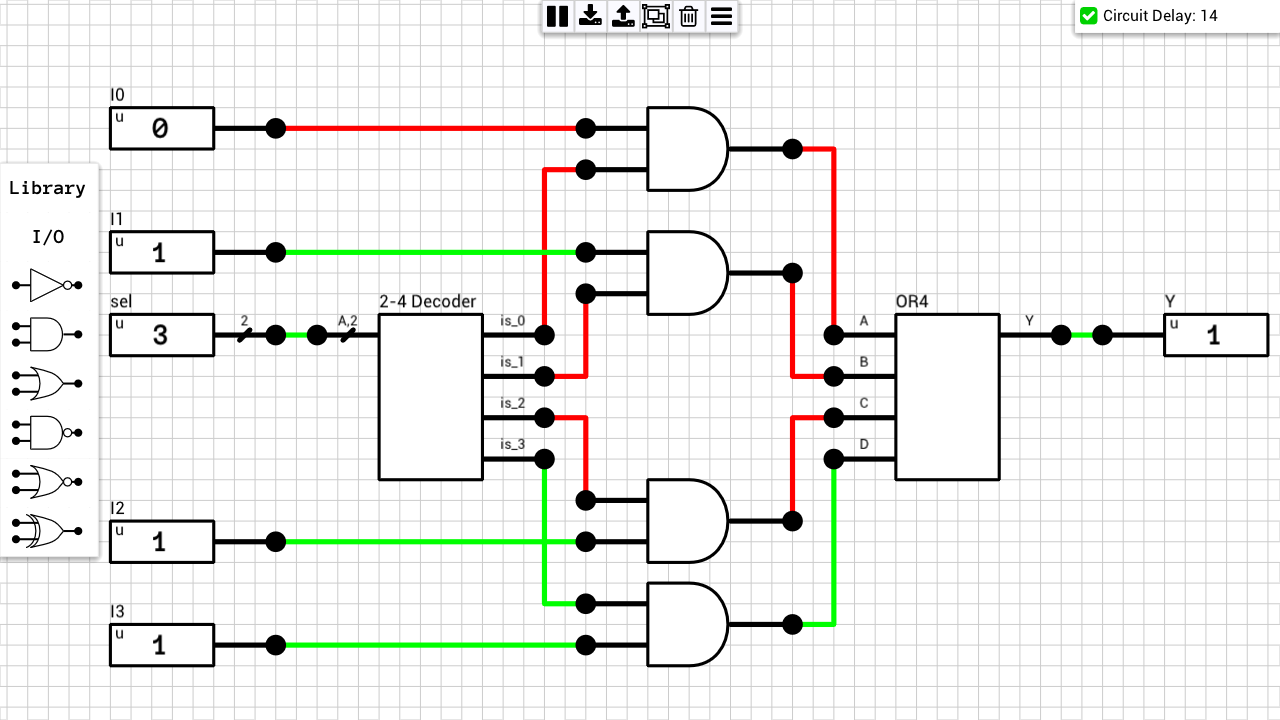 Circuit Delay: 14
I0
u 0
Library
I/O
I1
u 1
sel
u 3
2
A,2
2-4 Decoder
is_0
is_1
is_2
is_3
OR4
A
B
C
D
Y
Y
u 1
I2
u 1
I3
u 1